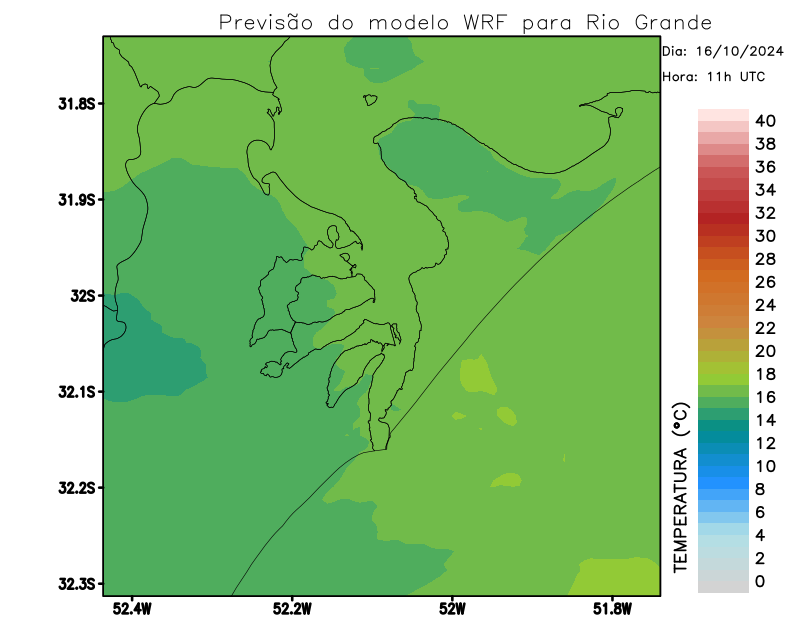 Previsão do modelo WRF para Rio Grande
Dia: 16/10/2024
Hora: 11h UTC
31.8S
31.9S
32S
32.1S
32.2S
32.3S
52.4W
52.2W
52W
51.8W
TEMPERATURA (°C)
40
38
36
34
32
30
28
26
24
22
20
18
16
14
12
10
8
6
4
2
0